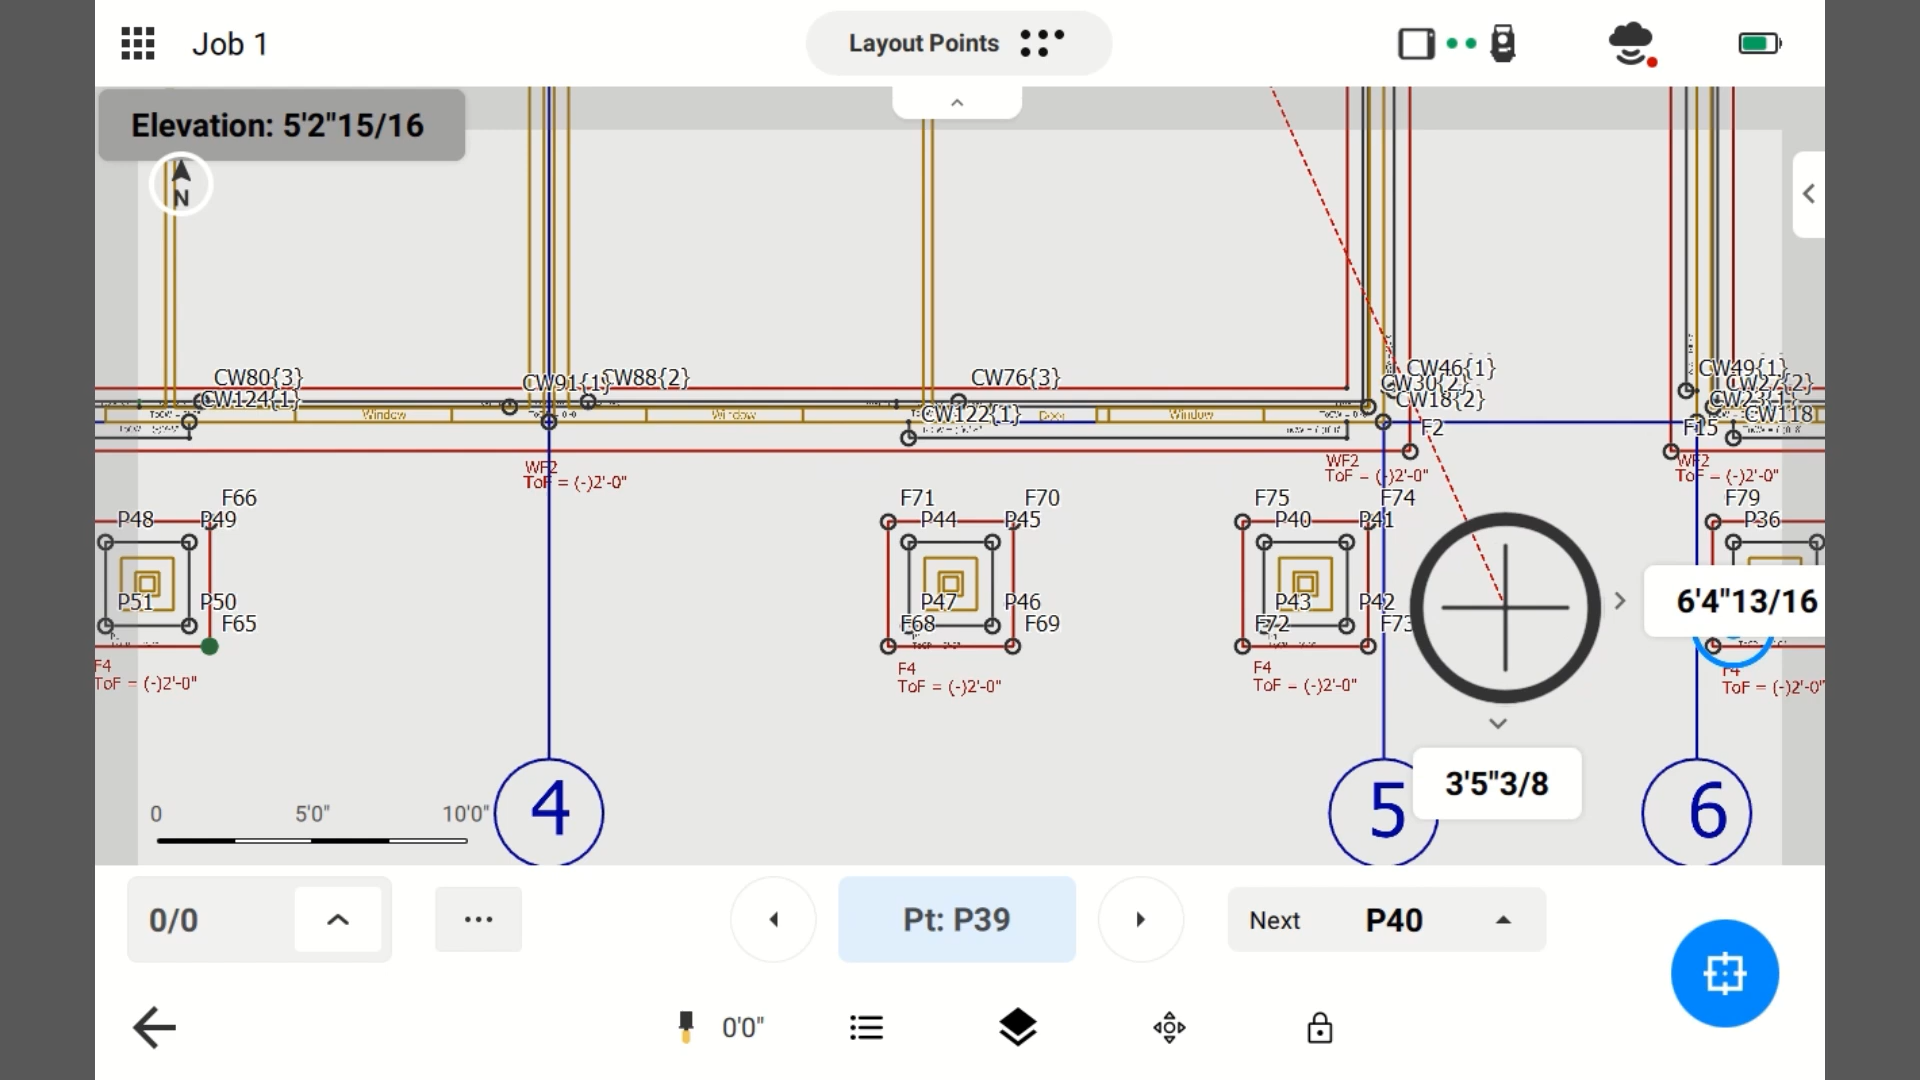 Job 1
Layout Points
Elevation: 5'2"15/16
N
CW80{3}
CW124{1}
CW91{1}
CW88{2}
CW76{3}
CW122{1}
CW46{1}
CW30{2}
CW18{2}
F2
CW49{1}
CW27{2}
CW23{1}
CW118
F15
Window
Window
Door
Window
WF2
ToF = (-)2'-0"
WF2
ToF = (-)2'-0"
WF2
ToF = (-)2'-0"
F66
F71
F70
F75
F74
F79
P48
P49
P44
P45
P40
P41
P36
P51
P50
P47
P46
P43
P42
F65
F68
F69
F72
F73
6'4"13/16
F4
ToF = (-)2'-0"
F4
ToF = (-)2'-0"
F4
ToF = (-)2'-0"
F4
ToF = (-)2'-0"
3'5"3/8
4
5
6
0
5'0"
10'0"
0/0
Pt: P39
Next
P40
0'0"